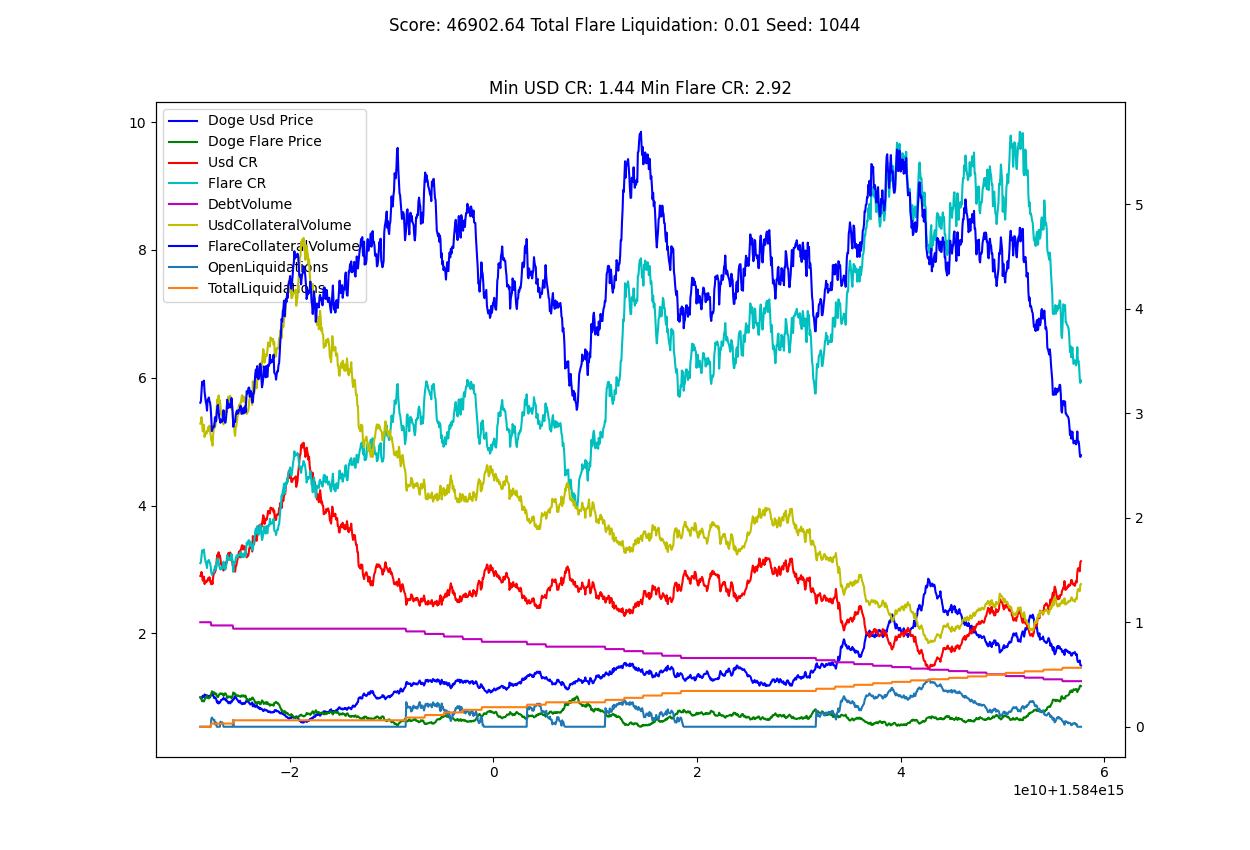 Score: 46902.64 Total Flare Liquidation: 0.01 Seed: 1044
Min USD CR: 1.44 Min Flare CR: 2.92
Doge Usd Price
Doge Flare Price
Usd CR
Flare CR
DebtVolume
UsdCollateralVolume
FlareCollateralVolume
OpenLiquidations
TotalLiquidations
10
8
6
4
2
5
4
3
2
1
0
−2
0
2
4
6
1e10+1.584e15